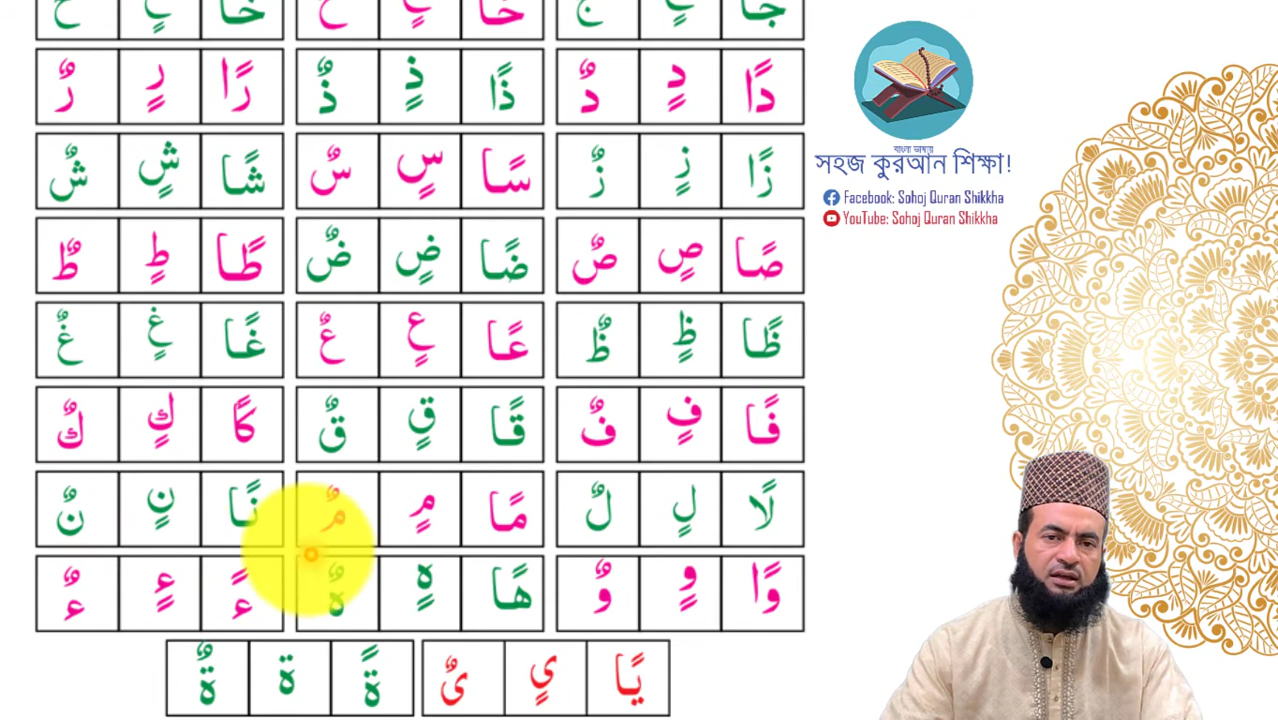 جًا جٍ جٌ حًا حٍ حٌ خًا خٍ خٌ
دًا دٍ دٌ ذًا ذٍ ذٌ رًا رٍ رٌ
زًا زٍ زٌ سًا سٍ سٌ شًا شٍ شٌ
صًا صٍ صٌ ضًا ضٍ ضٌ طًا طٍ طٌ
ظًا ظٍ ظٌ عًا عٍ عٌ غًا غٍ غٌ
فًا فٍ فٌ قًا قٍ قٌ كًا كٍ كٌ
لًا لٍ لٌ مًا مٍ مٌ نًا نٍ نٌ
وًا وٍ وٌ هًا هٍ هٌ ءً ءٍ ءٌ
يًا يٍ ىٌ ةً ة ةٌ
বাংলা ভাষায়
সহজ কুরআন শিক্ষা!
Facebook: Sohoj Quran Shikkha
YouTube: Sohoj Quran Shikkha